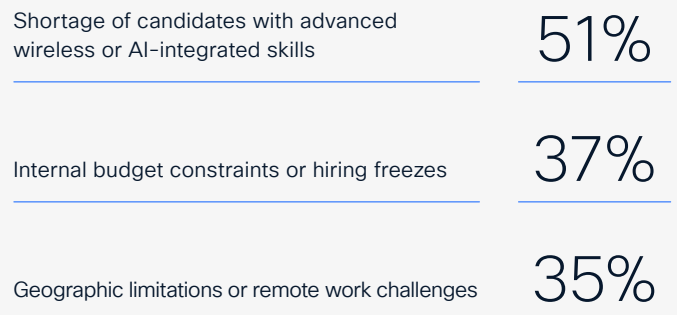 Shortage of candidates with advanced
wireless or AI-integrated skills
51%
Internal budget constraints or hiring freezes
37%
Geographic limitations or remote work challenges
35%